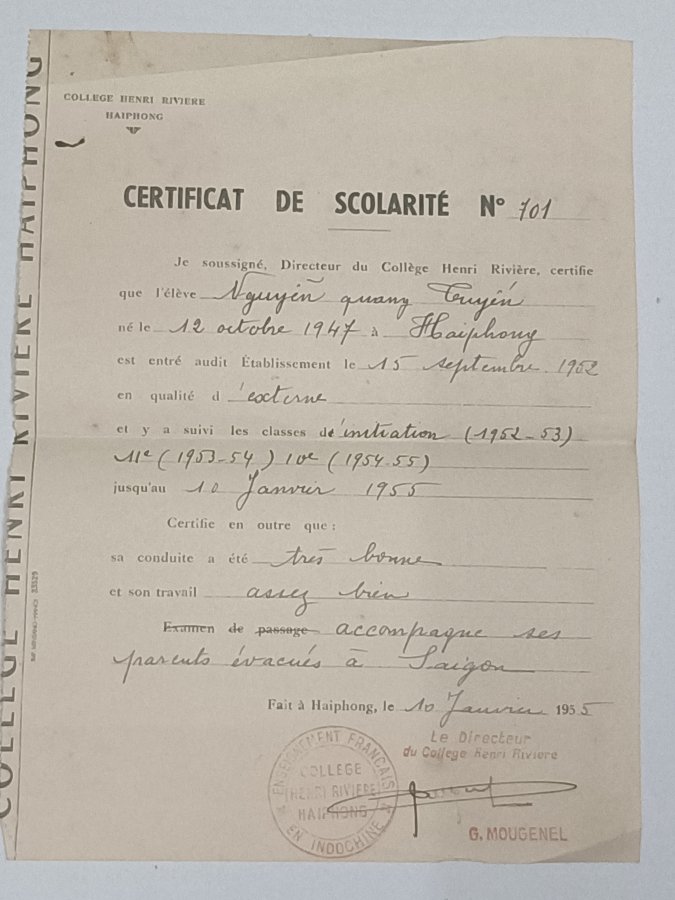 COLLEGE HENRI RIVIERE
HAIPHONG
CERTIFICAT DE SCOLARITÉ N° 701
Je soussigné, Directeur du Collège Henri Rivière, certifie
que l'élève Nguyên quang Tuyến
né le 12 octobre 1947 à Haiphong
est entré audit Établissement le 15 septembre 1952
en qualité d'externe
et y a suivi les classes d'initiation (1952-53)
11e (1953-54) 10e (1954-55)
jusqu'au 10 Janvier 1955
Certifie en outre que :
sa conduite a été très bonne
et son travail assez bien
Examen de passage accompagne ses
parents évacués à Saigon
Fait à Haiphong, le 10 Janvier 1955
Le Directeur
du College Henri Riviere
G. MOUGENEL
ENSEIGNEMENT FRANÇAIS
COLLEGE
HENRI RIVIERE
HAIPHONG
EN INDOCHINE
COLLEGE HENRI RIVIERE HAIPHONG
33529